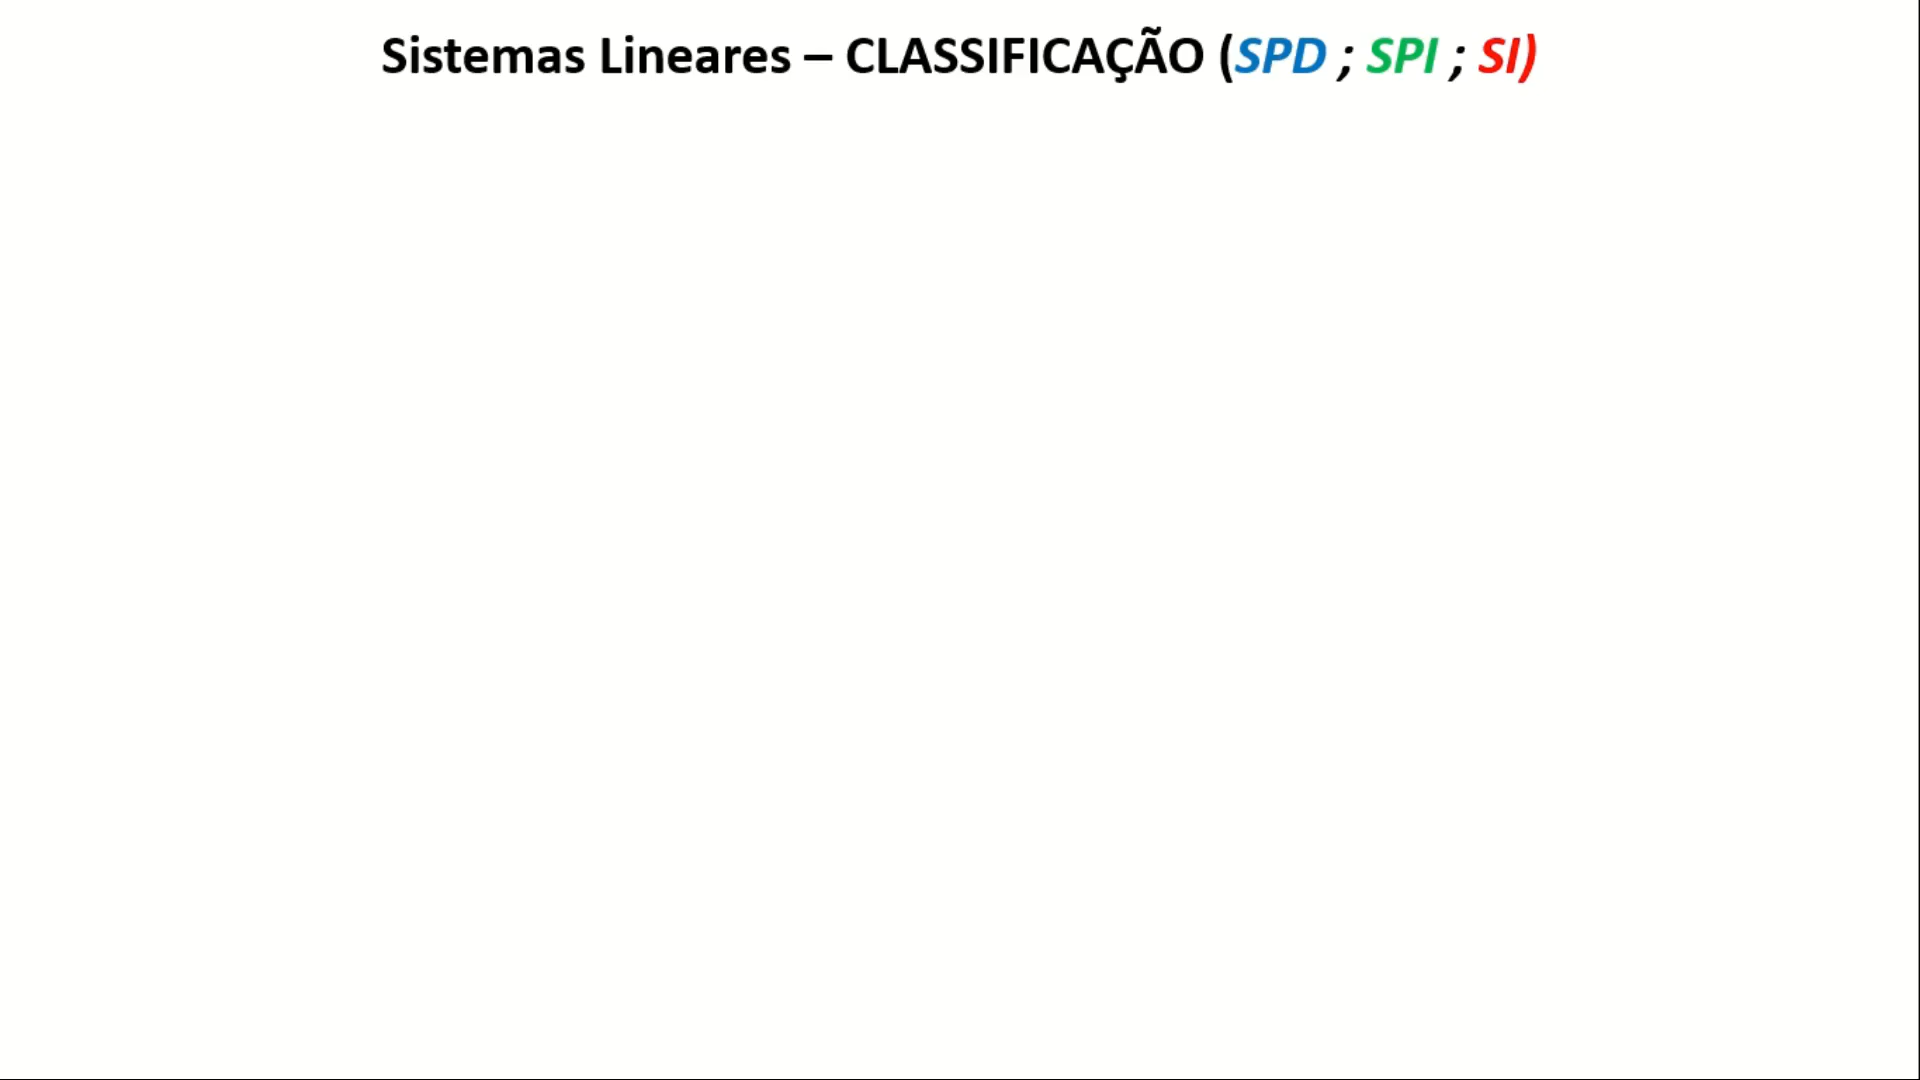 Sistemas Lineares – CLASSIFICAÇÃO (SPD ; SPI ; SI)